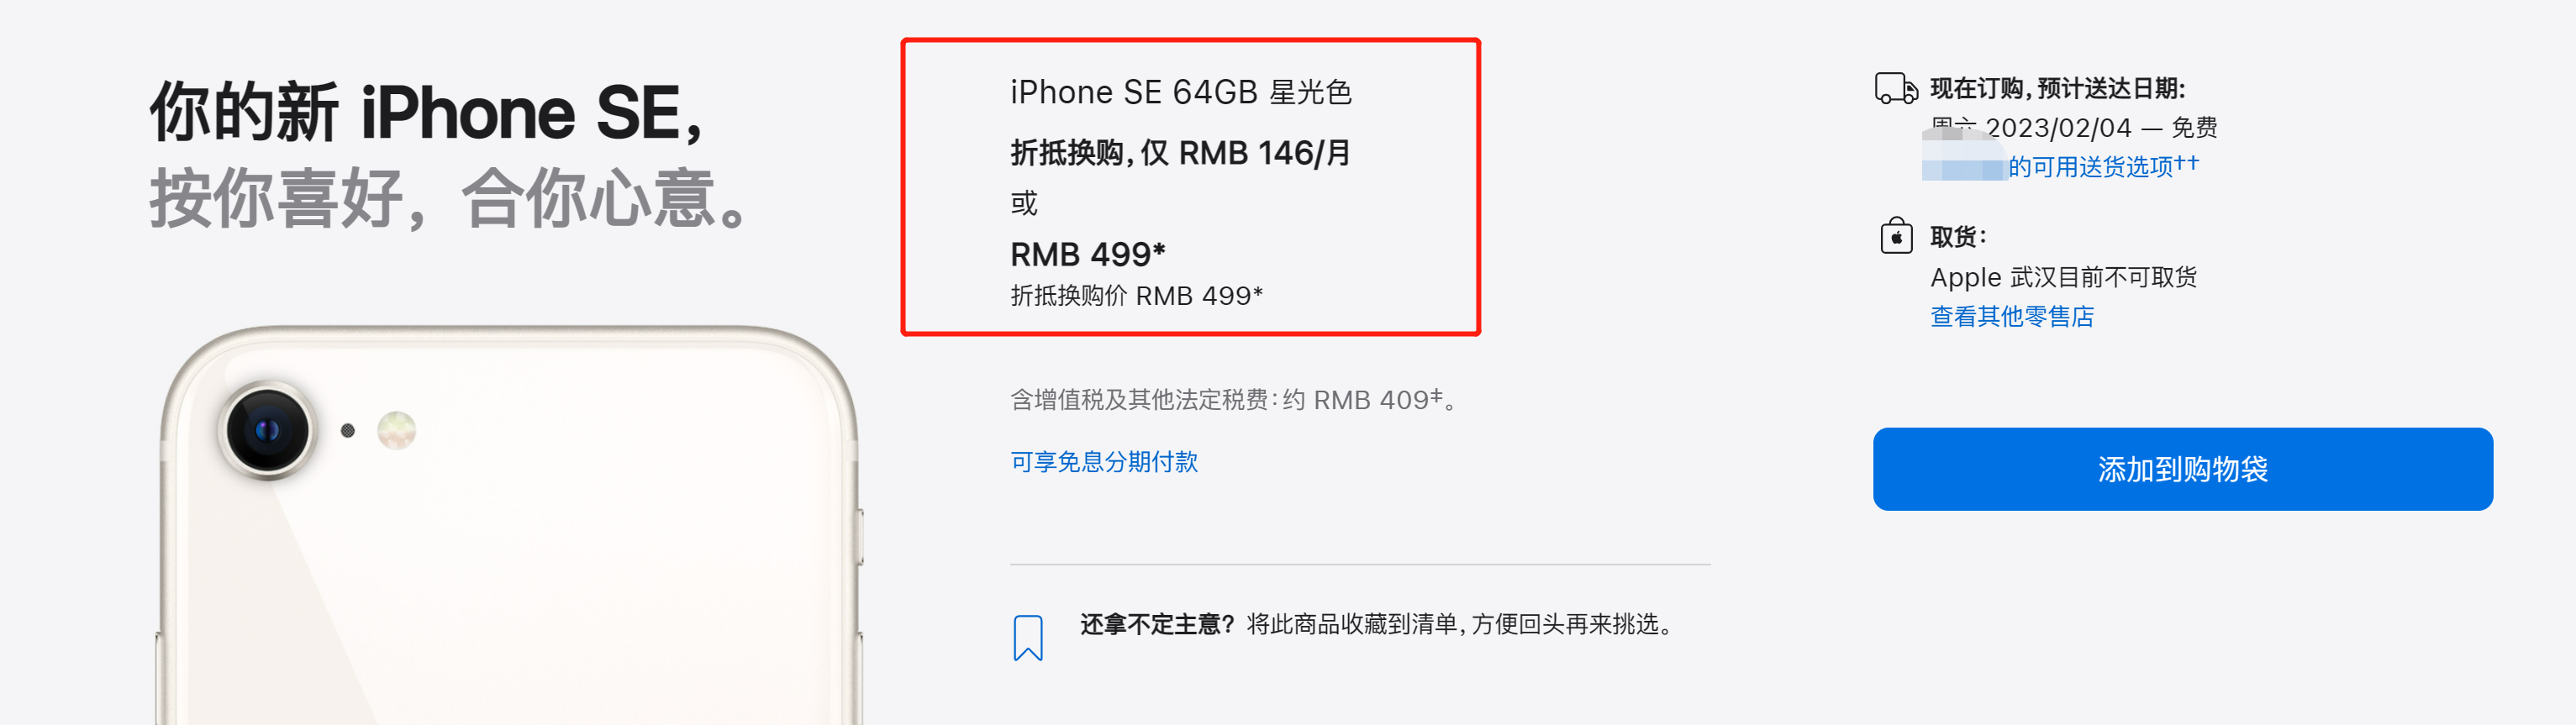 你的新 iPhone SE，
按你喜好，合你心意。
iPhone SE 64GB 星光色
折抵换购，仅 RMB 146/月
或
RMB 499*
折抵换购价 RMB 499*
含增值税及其他法定税费：约 RMB 409‡。
可享免息分期付款
还拿不定主意？ 将此商品收藏到清单，方便回头再来挑选。
现在订购，预计送达日期：
周六 2023/02/04 — 免费
的可用送货选项††
取货：
Apple 武汉目前不可取货
查看其他零售店
添加到购物袋